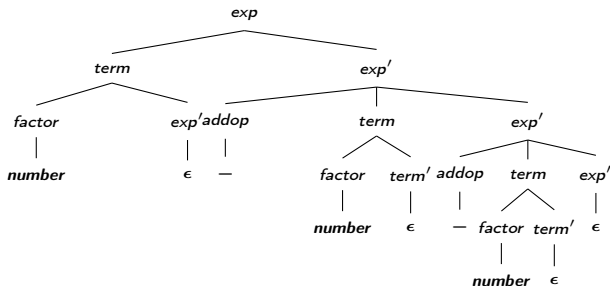 exp
term exp′
factor exp′ addop term exp′
number ϵ − factor term′ addop term exp′
number ϵ − factor term′ ϵ
number ϵ